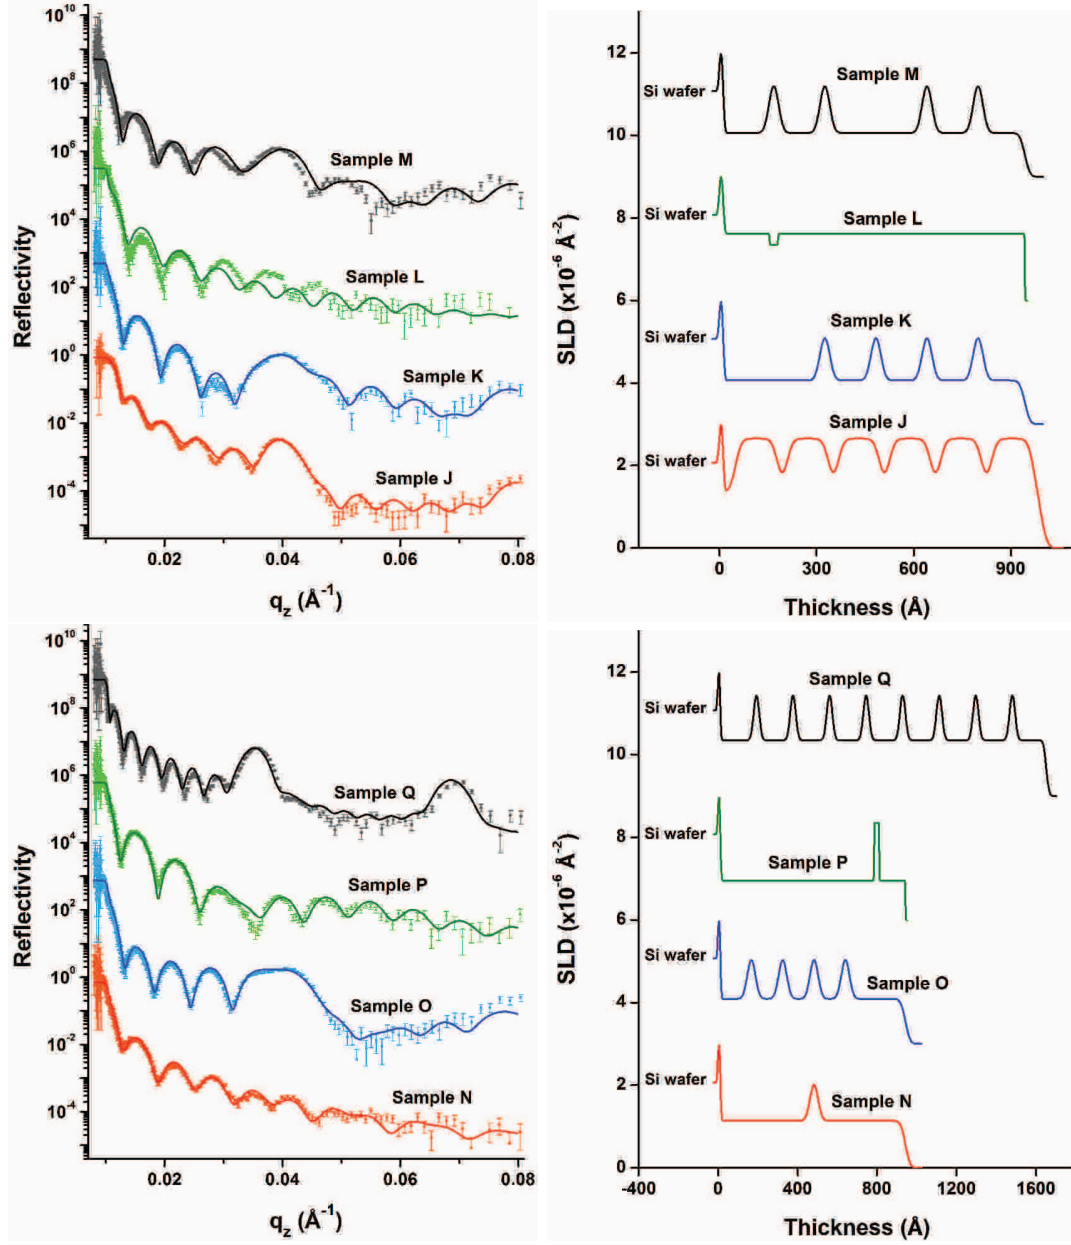 10^10
10^8
10^6
10^4
10^2
10^0
10^-2
10^-4
Reflectivity
Sample M
Sample L
Sample K
Sample J
0.02
0.04
0.06
0.08
q_z (Å^-1)
12
10
8
6
4
2
0
SLD (x10^-6 Å^-2)
Si wafer
Sample M
Si wafer
Sample L
Si wafer
Sample K
Si wafer
Sample J
0
300
600
900
Thickness (Å)
10^10
10^8
10^6
10^4
10^2
10^0
10^-2
10^-4
Reflectivity
Sample Q
Sample P
Sample O
Sample N
0.02
0.04
0.06
0.08
q_z (Å^-1)
12
10
8
6
4
2
0
SLD (x10^-6 Å^-2)
Si wafer
Sample Q
Si wafer
Sample P
Si wafer
Sample O
Si wafer
Sample N
-400
0
400
800
1200
1600
Thickness (Å)